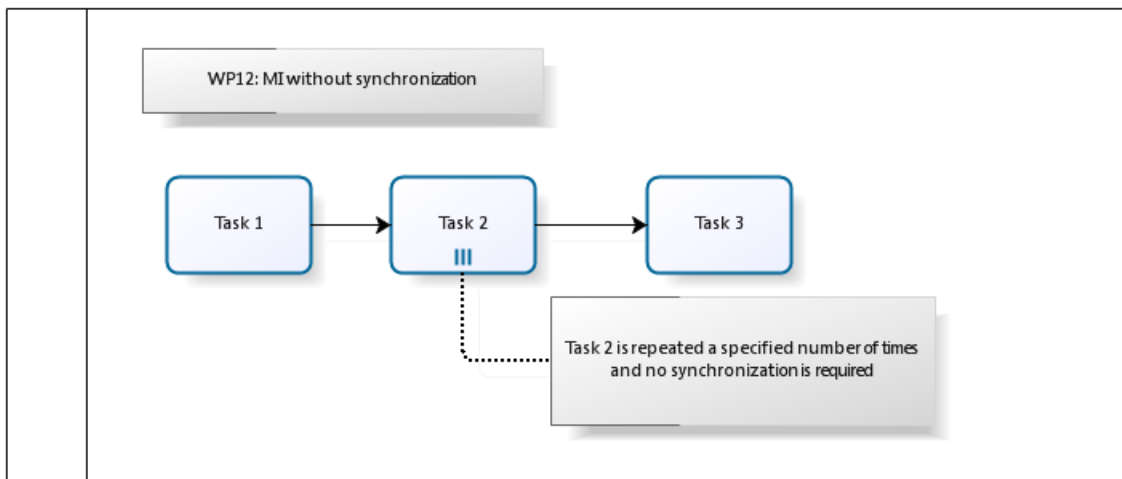 WP12: MI without synchronization
Task 1
Task 2
Task 3
Task 2 is repeated a specified number of times
and no synchronization is required